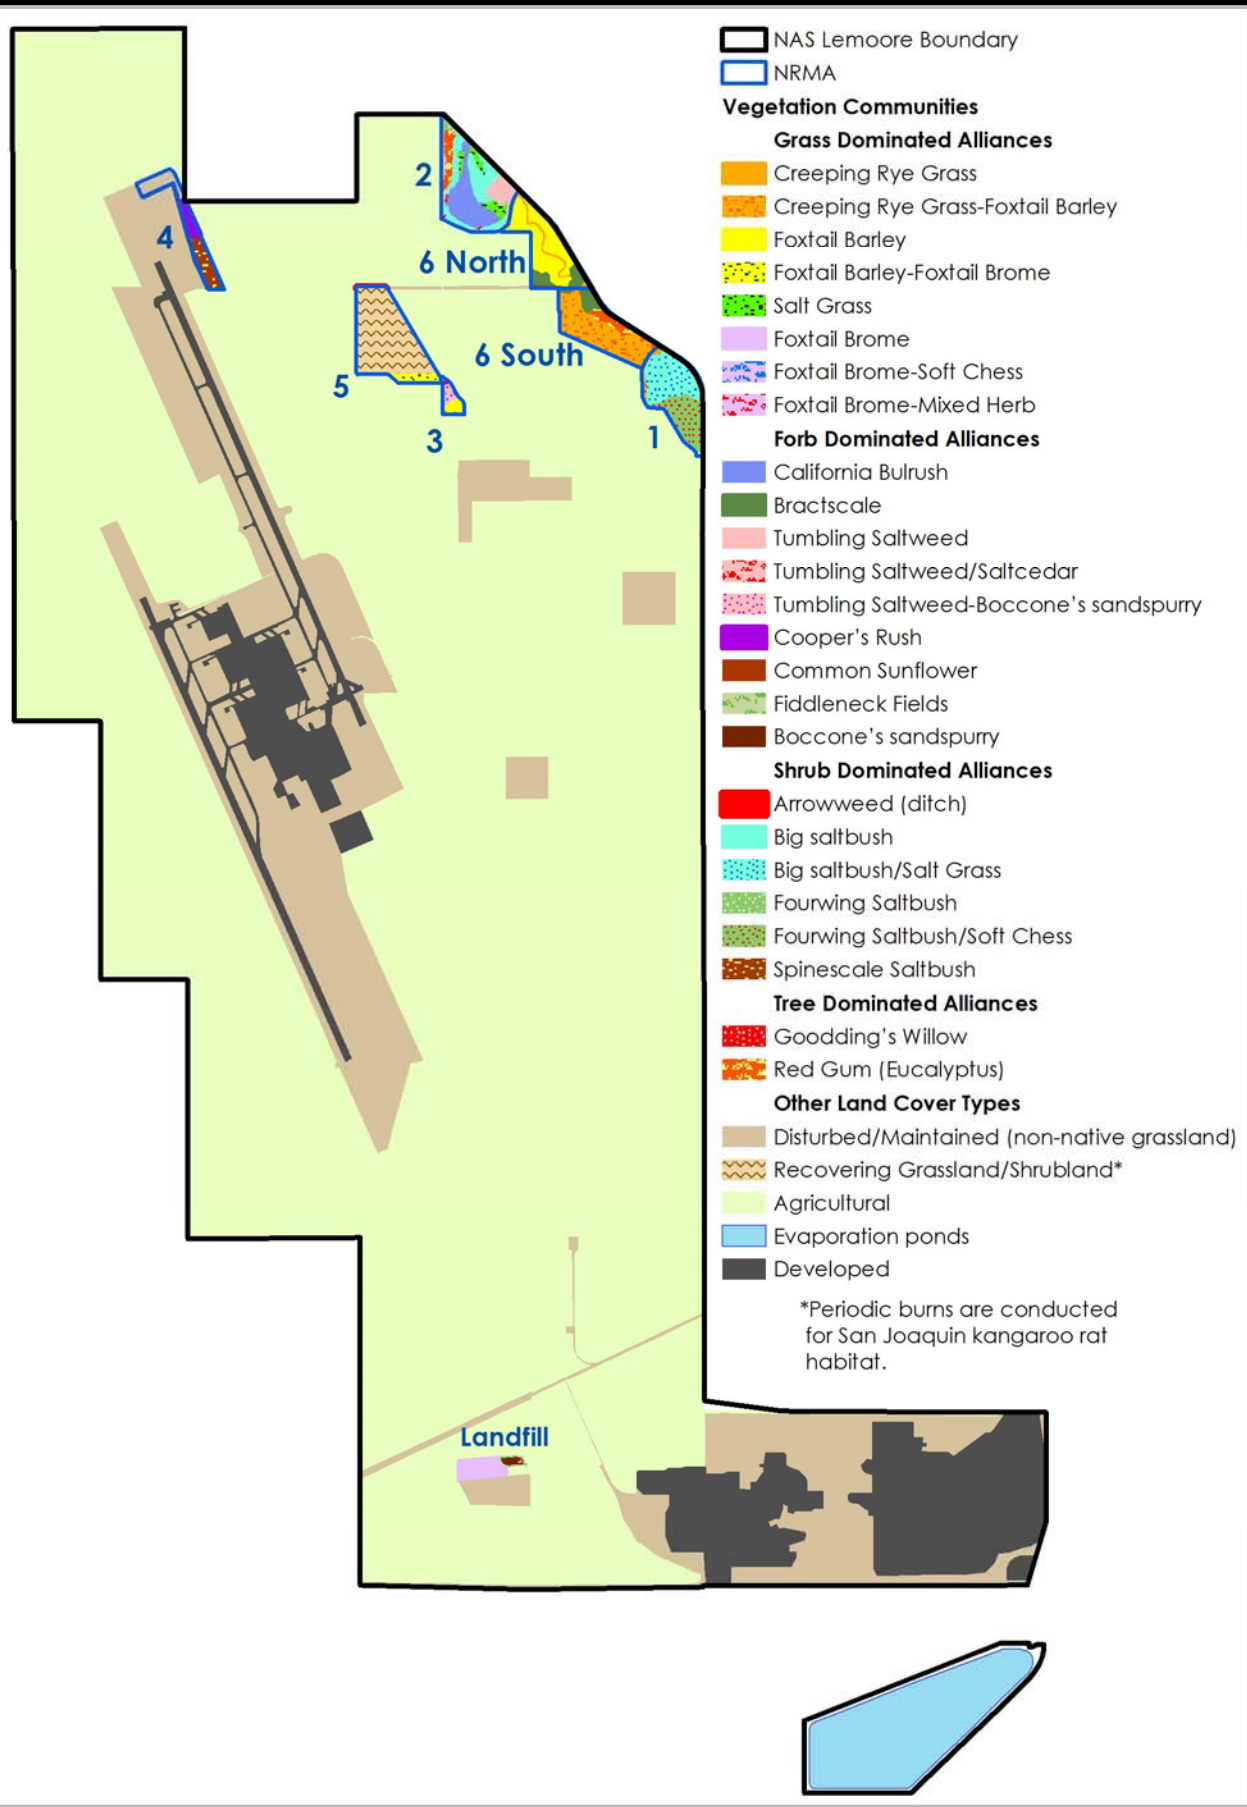 NAS Lemoore Boundary
NRMA
Vegetation Communities
Grass Dominated Alliances
Creeping Rye Grass
Creeping Rye Grass-Foxtail Barley
Foxtail Barley
Foxtail Barley-Foxtail Brome
Salt Grass
Foxtail Brome
Foxtail Brome-Soft Chess
Foxtail Brome-Mixed Herb
Forb Dominated Alliances
California Bulrush
Bractscale
Tumbling Saltweed
Tumbling Saltweed/Saltcedar
Tumbling Saltweed-Boccone's sandspurry
Cooper's Rush
Common Sunflower
Fiddleneck Fields
Boccone's sandspurry
Shrub Dominated Alliances
Arrowweed (ditch)
Big saltbush
Big saltbush/Salt Grass
Fourwing Saltbush
Fourwing Saltbush/Soft Chess
Spinescale Saltbush
Tree Dominated Alliances
Goodding's Willow
Red Gum (Eucalyptus)
Other Land Cover Types
Disturbed/Maintained (non-native grassland)
Recovering Grassland/Shrubland*
Agricultural
Evaporation ponds
Developed
*Periodic burns are conducted
for San Joaquin kangaroo rat
habitat.
2
4
6 North
6 South
5
3
1
Landfill